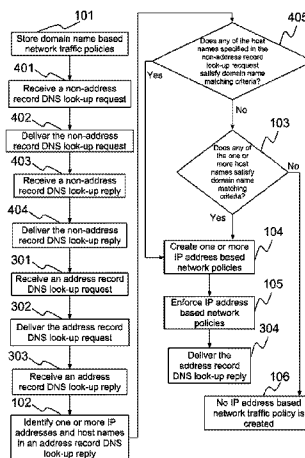 101
Store domain name based
network traffic policies
401
Receive a non-address
record DNS look-up request
402
Deliver the non-address
record DNS look-up request
403
Receive a non-address
record DNS look-up reply
404
Deliver the non-address
record DNS look-up reply
301
Receive an address record
DNS look-up request
302
Deliver the address record
DNS look-up request
303
Receive an address
record DNS look-up reply
102
Identify one or more IP
addresses and host names
in an address record DNS
look-up reply
405
Does any of the host
names specified in the
non-address record
look-up request
satisfy domain name
matching criteria?
Yes
No
103
Does any of
the one or more
host names satisfy
domain name
matching
criteria?
No
Yes
104
Create one or more
IP address based
network policies
105
Enforce IP address
based network
policies
304
Deliver the
address record
DNS look-up reply
106
No IP address based
network traffic policy is
created